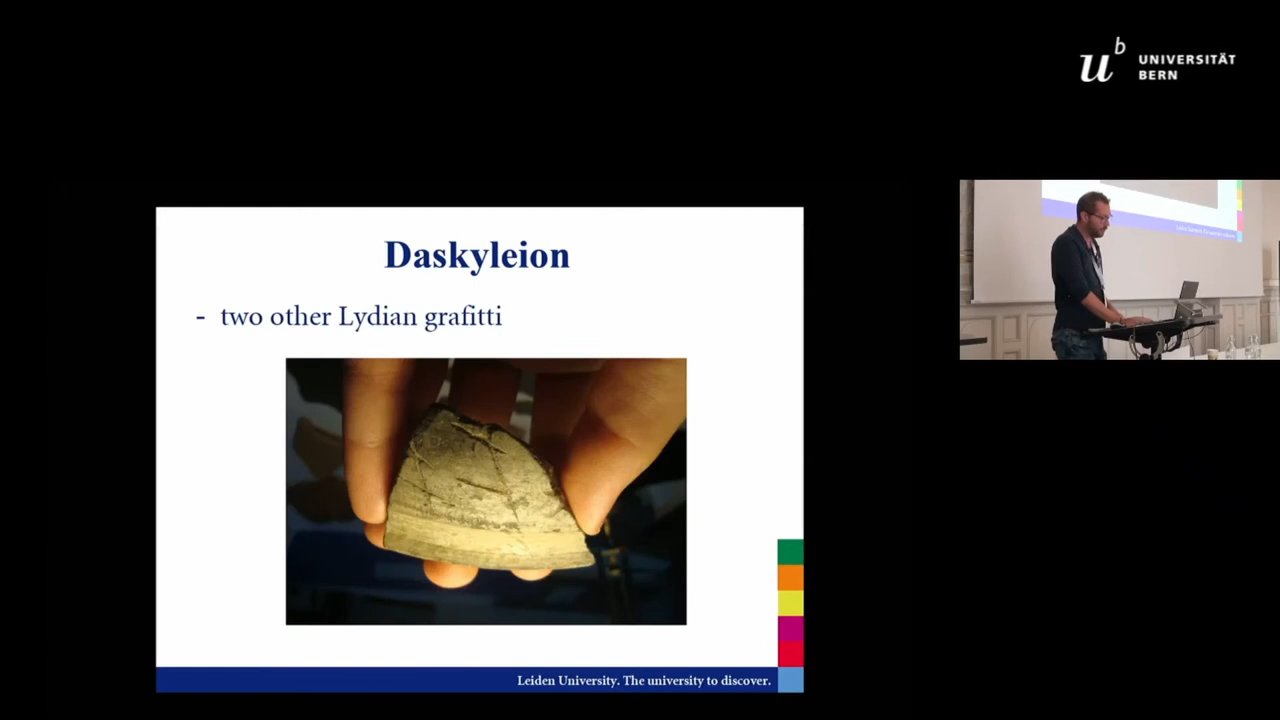 u^b UNIVERSITÄT
BERN
Daskyleion
- two other Lydian grafitti
Leiden University. The university to discover.